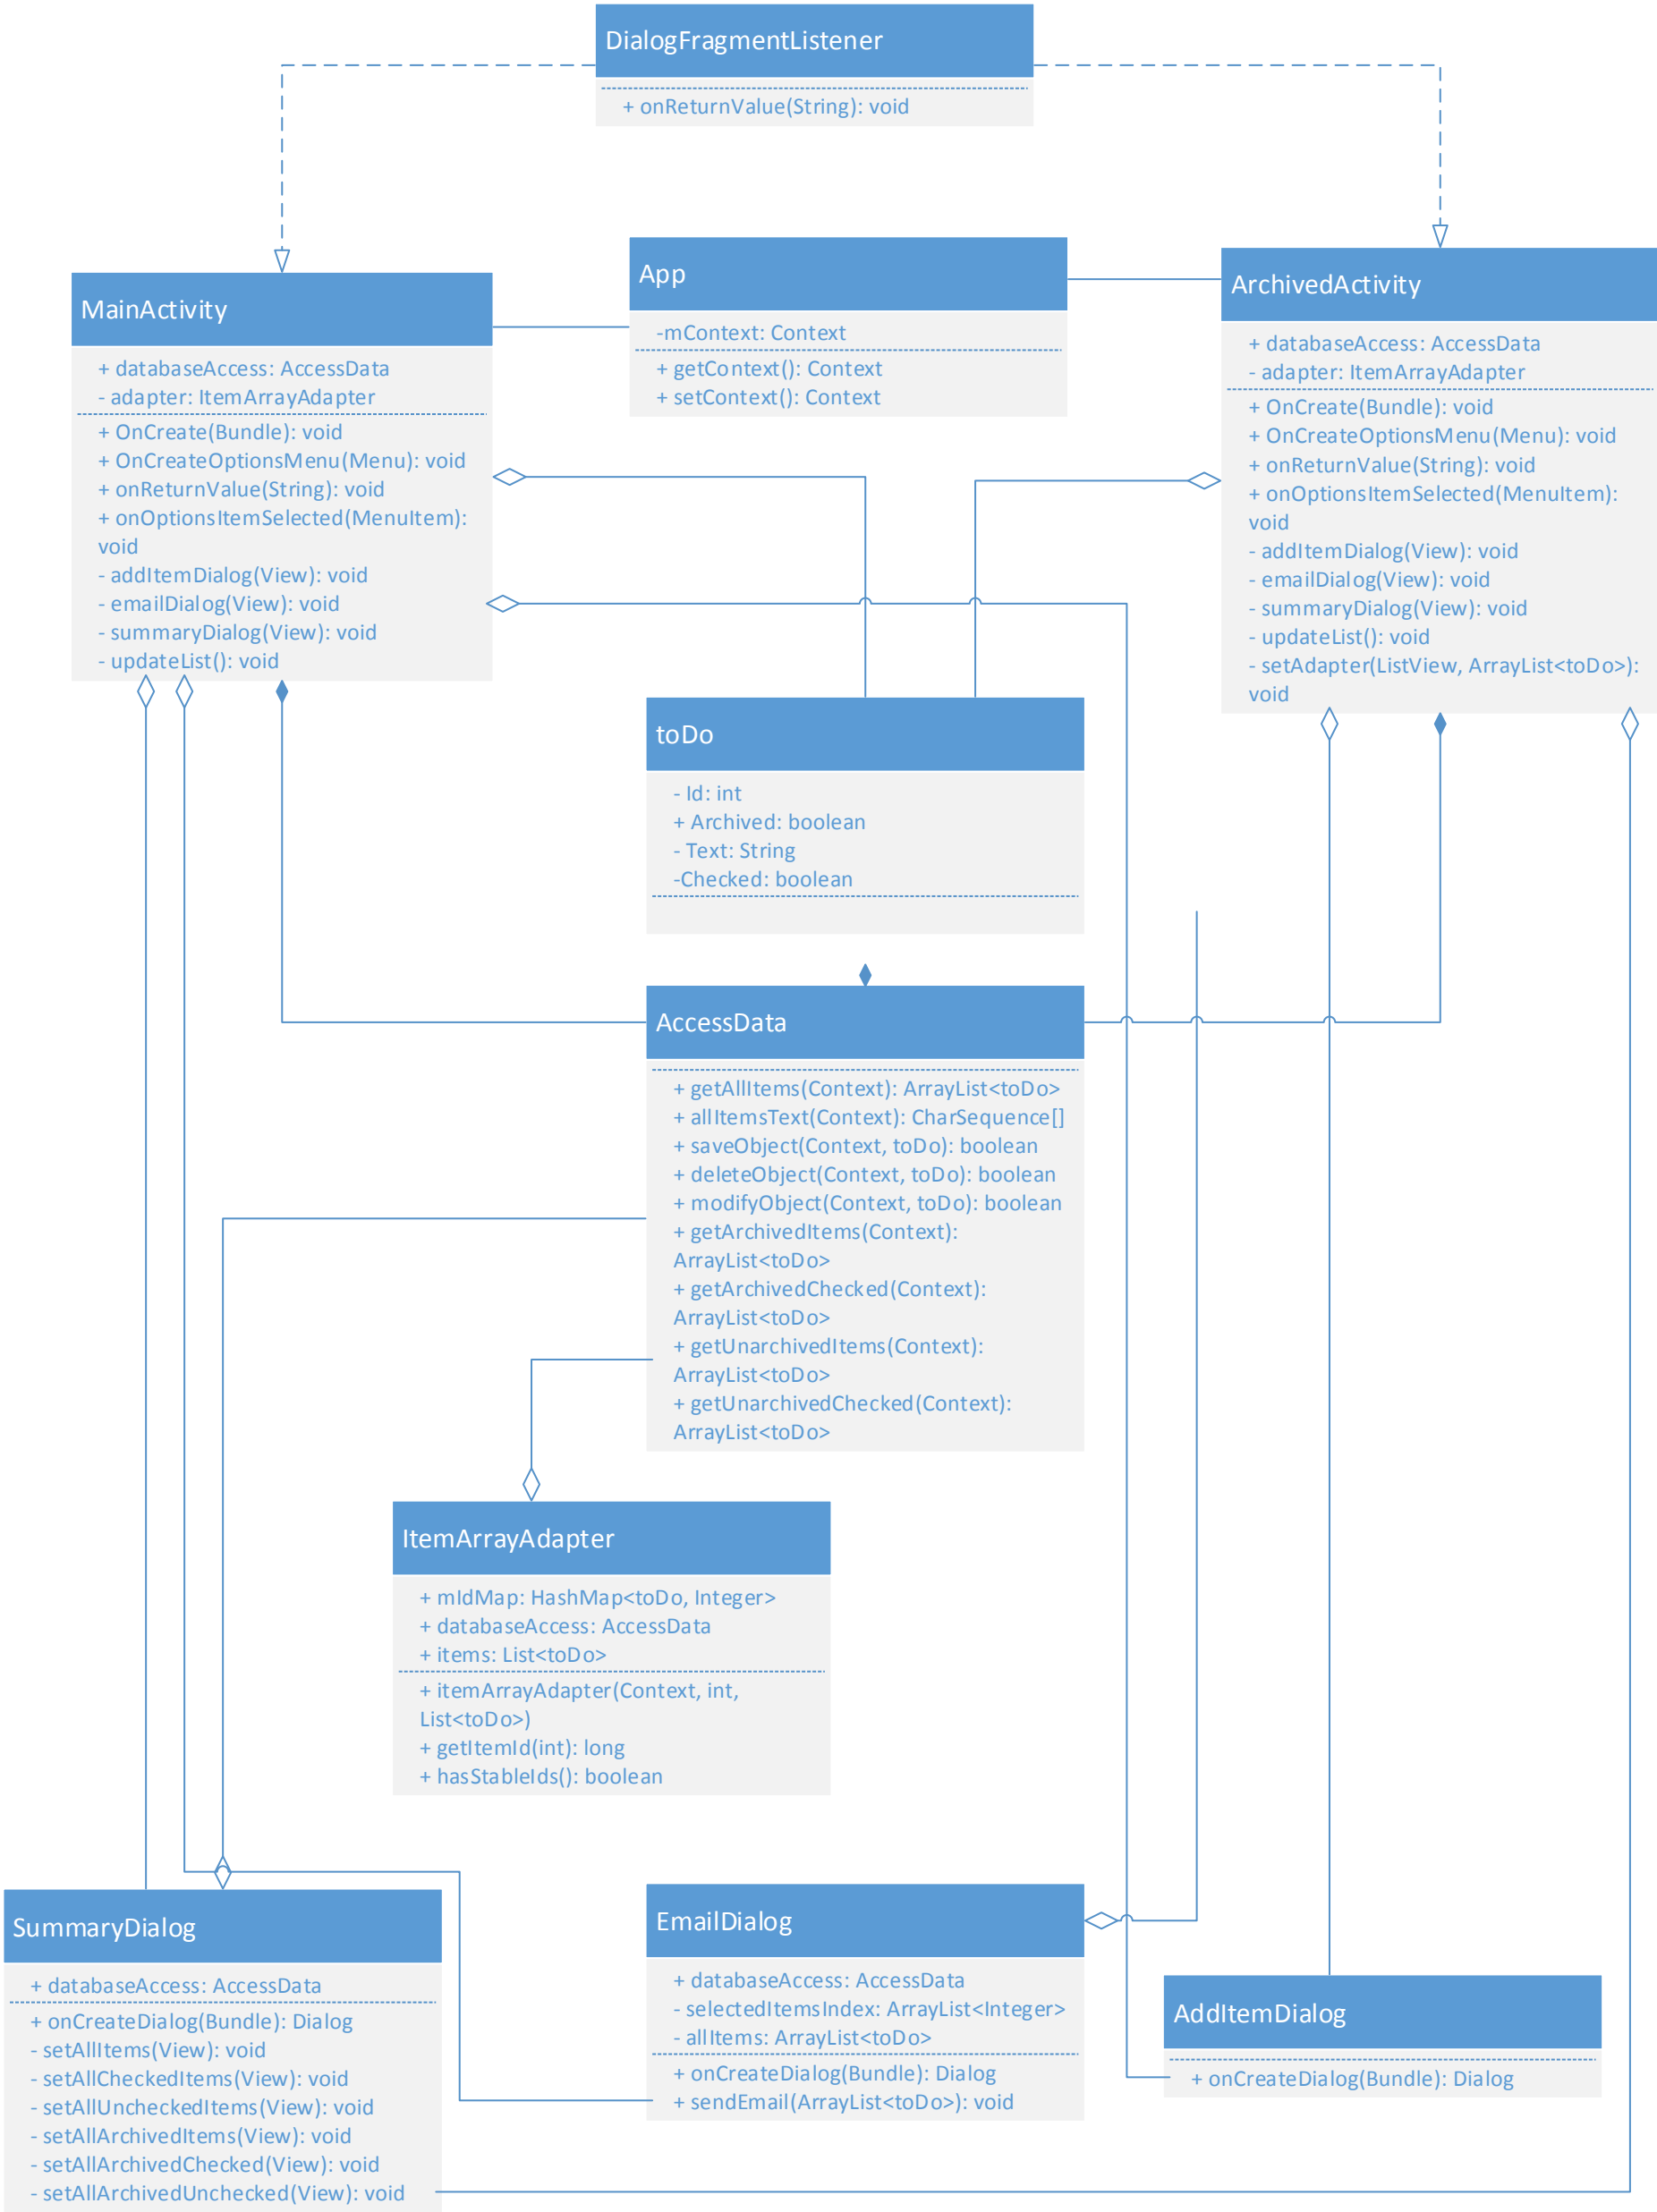 DialogFragmentListener
+ onReturnValue(String): void
App
-mContext: Context
+ getContext(): Context
+ setContext(): Context
MainActivity
+ databaseAccess: AccessData
- adapter: ItemArrayAdapter
+ OnCreate(Bundle): void
+ OnCreateOptionsMenu(Menu): void
+ onReturnValue(String): void
+ onOptionsItemSelected(MenuItem):
void
- addItemDialog(View): void
- emailDialog(View): void
- summaryDialog(View): void
- updateList(): void
ArchivedActivity
+ databaseAccess: AccessData
- adapter: ItemArrayAdapter
+ OnCreate(Bundle): void
+ OnCreateOptionsMenu(Menu): void
+ onReturnValue(String): void
+ onOptionsItemSelected(MenuItem):
void
- addItemDialog(View): void
- emailDialog(View): void
- summaryDialog(View): void
- updateList(): void
- setAdapter(ListView, ArrayList<toDo>):
void
toDo
- Id: int
+ Archived: boolean
- Text: String
-Checked: boolean
AccessData
+ getAllItems(Context): ArrayList<toDo>
+ allItemsText(Context): CharSequence[]
+ saveObject(Context, toDo): boolean
+ deleteObject(Context, toDo): boolean
+ modifyObject(Context, toDo): boolean
+ getArchivedItems(Context):
ArrayList<toDo>
+ getArchivedChecked(Context):
ArrayList<toDo>
+ getUnarchivedItems(Context):
ArrayList<toDo>
+ getUnarchivedChecked(Context):
ArrayList<toDo>
ItemArrayAdapter
+ mIdMap: HashMap<toDo, Integer>
+ databaseAccess: AccessData
+ items: List<toDo>
+ itemArrayAdapter(Context, int,
List<toDo>)
+ getItemId(int): long
+ hasStableIds(): boolean
SummaryDialog
+ databaseAccess: AccessData
+ onCreateDialog(Bundle): Dialog
- setAllItems(View): void
- setAllCheckedItems(View): void
- setAllUncheckedItems(View): void
- setAllArchivedItems(View): void
- setAllArchivedChecked(View): void
- setAllArchivedUnchecked(View): void
EmailDialog
+ databaseAccess: AccessData
- selectedItemsIndex: ArrayList<Integer>
- allItems: ArrayList<toDo>
+ onCreateDialog(Bundle): Dialog
+ sendEmail(ArrayList<toDo>): void
AddItemDialog
+ onCreateDialog(Bundle): Dialog